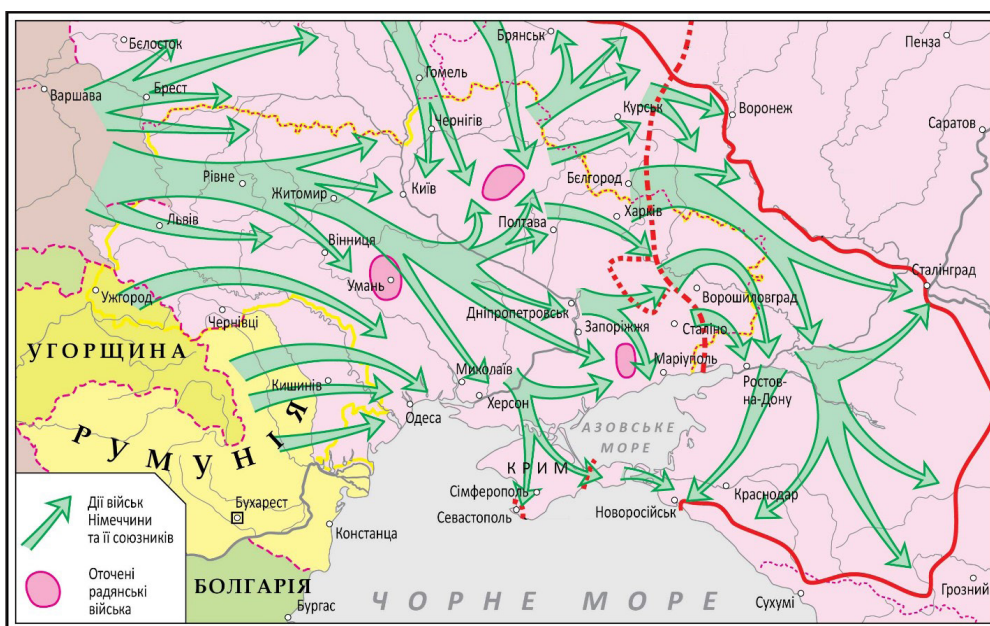 Бєлосток
Брянськ
Пенза
Гомель
Варшава
Брест
Курськ
Воронеж
Чернігів
Саратов
Рівне
Житомир
Київ
Бєлгород
Львів
Полтава
Харків
Вінниця
Умань
Сталінград
Ужгород
Ворошиловград
Чернівці
Дніпропетровськ
Запоріжжя
Сталіно
УГОРЩИНА
Маріуполь
Миколаїв
Ростов-
на-Дону
Кишинів
Херсон
Одеса
АЗОВСЬКЕ
МОРЕ
РУМУНІЯ
КРИМ
Сімферополь
Краснодар
Севастополь
Новоросійськ
Бухарест
Констанца
Дії військ
Німеччини
та її союзників
Оточені
радянські
війська
БОЛГАРІЯ
Бургас
ЧОРНЕ МОРЕ
Сухумі
Грозний